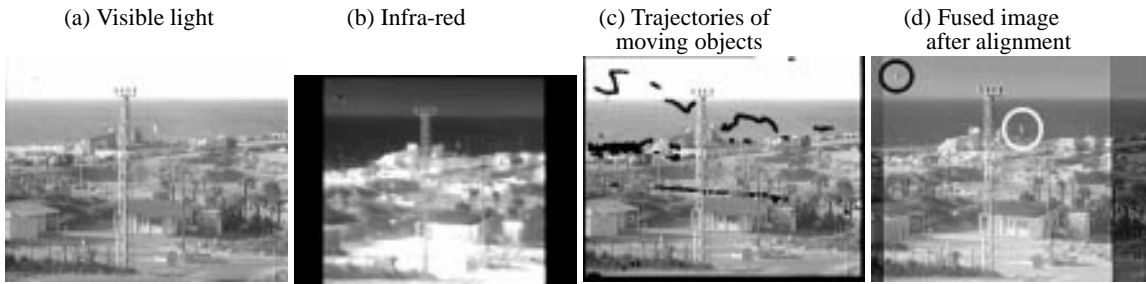 (a) Visible light
(b) Infra-red
(c) Trajectories of
moving objects
(d) Fused image
after alignment